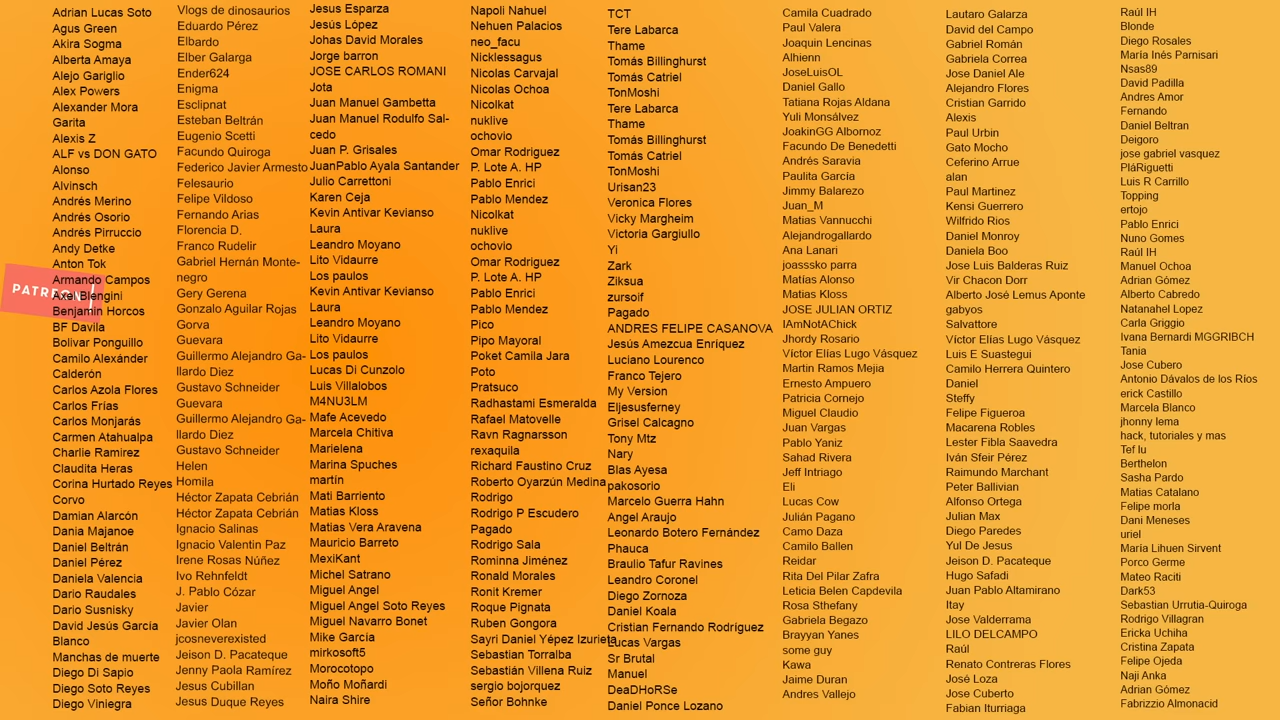 Adrian Lucas Soto
Agus Green
Akira Sogma
Alberta Amaya
Alejo Gariglio
Alex Powers
Alexander Mora
Garita
Alexis Z
ALF vs DON GATO
Alonso
Alvinsch
Andrés Merino
Andrés Osorio
Andrés Pirruccio
Andy Detke
Anton Tok
Armando Campos
Axel Biengini
Benjamin Horcos
BF Davila
Bolivar Ponguillo
Camilo Alexánder
Calderón
Carlos Azola Flores
Carlos Frías
Carlos Monjarás
Carmen Atahualpa
Charlie Ramirez
Claudita Heras
Corina Hurtado Reyes
Corvo
Damian Alarcón
Dania Majanoe
Daniel Beltrán
Daniel Pérez
Daniela Valencia
Dario Raudales
Dario Susnisky
David Jesús García
Blanco
Manchas de muerte
Diego Di Sapio
Diego Soto Reyes
Diego Viniegra
PATREON
Vlogs de dinosaurios
Eduardo Pérez
Elbardo
Elber Galarga
Ender624
Enigma
Esclipnat
Esteban Beltrán
Eugenio Scetti
Facundo Quiroga
Federico Javier Armesto
Felesaurio
Felipe Vildoso
Fernando Arias
Florencia D.
Franco Rudelir
Gabriel Hernán Monte-
negro
Gery Gerena
Gonzalo Aguilar Rojas
Gorva
Guevara
Guillermo Alejandro Ga-
llardo Diez
Gustavo Schneider
Guevara
Guillermo Alejandro Ga-
llardo Diez
Gustavo Schneider
Helen
Homila
Héctor Zapata Cebrián
Héctor Zapata Cebrián
Ignacio Salinas
Ignacio Valentín Paz
Irene Rosas Núñez
Ivo Rehnfeldt
J. Pablo Cózar
Javier
Javier Olan
jcosneverexisted
Jeison D. Pacateque
Jenny Paola Ramírez
Jesus Cubillan
Jesus Duque Reyes
Jesus Esparza
Jesús López
Johas David Morales
Jorge barron
JOSE CARLOS ROMANI
Jota
Juan Manuel Gambetta
Juan Manuel Rodulfo Sal-
cedo
Juan P. Grisales
JuanPablo Ayala Santander
Julio Carrettoni
Karen Ceja
Kevin Antivar Kevianso
Laura
Leandro Moyano
Lito Vidaurre
Los paulos
Kevin Antivar Kevianso
Laura
Leandro Moyano
Lito Vidaurre
Los paulos
Lucas Di Cunzolo
Luis Villalobos
M4NU3LM
Mafe Acevedo
Marcela Chitiva
Marielena
Marina Spuches
martín
Mati Barriento
Matias Kloss
Matias Vera Aravena
Mauricio Barreto
MexiKant
Michel Satrano
Miguel Angel
Miguel Angel Soto Reyes
Miguel Navarro Bonet
Mike García
mirkosoft5
Morocotopo
Moño Moñardi
Naira Shire
Napoli Nahuel
Nehuen Palacios
neo_facu
Nicklessagus
Nicolas Carvajal
Nicolas Ochoa
Nicolkat
nuklive
ochovio
Omar Rodriguez
P. Lote A. HP
Pablo Enrici
Pablo Mendez
Nicolkat
nuklive
ochovio
Omar Rodriguez
P. Lote A. HP
Pablo Enrici
Pablo Mendez
Pico
Pipo Mayoral
Poket Camila Jara
Poto
Pratsuco
Radhastami Esmeralda
Rafael Matovelle
Ravn Ragnarsson
rexaquila
Richard Faustino Cruz
Roberto Oyarzún Medina
Rodrigo
Rodrigo P Escudero
Pagado
Rodrigo Sala
Rominna Jiménez
Ronald Morales
Ronit Kremer
Roque Pignata
Ruben Gongora
Sayri Daniel Yépez Izurieta
Sebastian Torralba
Sebastián Villena Ruiz
sergio bojorquez
Señor Bohnke
TCT
Tere Labarca
Thame
Tomás Billinghurst
Tomás Catriel
TonMoshi
Tere Labarca
Thame
Tomás Billinghurst
Tomás Catriel
TonMoshi
Urisan23
Veronica Flores
Vicky Margheim
Victoria Gargiullo
Yi
Zark
Ziksua
zursoif
Pagado
ANDRES FELIPE CASANOVA
Jesús Amezcua Enriquez
Luciano Lourenco
Franco Tejero
My Version
Eljesusferney
Grisel Calcagno
Tony Mtz
Nary
Blas Ayesa
pakosorio
Marcelo Guerra Hahn
Angel Araujo
Leonardo Botero Fernández
Phauca
Braulio Tafur Ravines
Leandro Coronel
Diego Zornoza
Daniel Koala
Cristian Fernando Rodríguez
Lucas Vargas
Sr Brutal
Manuel
DeaDHoRSe
Daniel Ponce Lozano
Camila Cuadrado
Paul Valera
Joaquin Lencinas
Alhienn
JoseLuisOL
Daniel Gallo
Tatiana Rojas Aldana
Yuli Monsálvez
JoakinGG Albornoz
Facundo De Benedetti
Andrés Saravia
Paulita García
Jimmy Balarezo
Juan_M
Matias Vannucchi
Alejandrogallardo
Ana Lanari
joasssko parra
Matías Alonso
Matias Kloss
JOSE JULIAN ORTIZ
IAmNotAChick
Jhordy Rosario
Víctor Elías Lugo Vásquez
Martin Ramos Mejia
Ernesto Ampuero
Patricia Cornejo
Miguel Claudio
Juan Vargas
Pablo Yaniz
Sahad Rivera
Jeff Intriago
Eli
Lucas Cow
Julián Pagano
Camo Daza
Camilo Ballen
Reidar
Rita Del Pilar Zafra
Leticia Belen Capdevila
Rosa Sthefany
Gabriela Begazo
Brayyan Yanes
some guy
Kawa
Jaime Duran
Andres Vallejo
Lautaro Galarza
David del Campo
Gabriel Román
Gabriela Correa
Jose Daniel Ale
Alejandro Flores
Cristian Garrido
Alexis
Paul Urbin
Gato Mocho
Ceferino Arrue
alan
Paul Martinez
Kensi Guerrero
Wilfrido Rios
Daniel Monroy
Daniela Boo
Jose Luis Balderas Ruiz
Vir Chacon Dorr
Alberto José Lemus Aponte
gabyos
Salvattore
Víctor Elías Lugo Vásquez
Luis E Suastegui
Camilo Herrera Quintero
Daniel
Steffy
Felipe Figueroa
Macarena Robles
Lester Fibla Saavedra
Iván Sfeir Pérez
Raimundo Marchant
Peter Ballivian
Alfonso Ortega
Julian Max
Diego Paredes
Yul De Jesus
Jeison D. Pacateque
Hugo Safadi
Juan Pablo Altamirano
Itay
Jose Valderrama
LILO DELCAMPO
Raúl
Renato Contreras Flores
José Loza
Jose Cuberto
Fabian Iturriaga
Raúl IH
Blonde
Diego Rosales
María Inés Parnisari
Nsas89
David Padilla
Andres Amor
Fernando
Daniel Beltran
Deigoro
jose gabriel vasquez
PláRiguetti
Luis R Carrillo
Topping
ertojo
Pablo Enrici
Nuno Gomes
Raúl IH
Manuel Ochoa
Adrián Gómez
Alberto Cabredo
Natanahel Lopez
Carla Griggio
Ivana Bernardi MGGRIBCH
Tania
Jose Cubero
Antonio Dávalos de los Ríos
erick Castillo
Marcela Blanco
jhonny lema
hack, tutoriales y mas
Tef lu
Berthelon
Sasha Pardo
Matias Catalano
Felipe morla
Dani Meneses
uriel
María Lihuen Sirvent
Porco Germe
Mateo Raciti
Dark53
Sebastian Urrutia-Quiroga
Rodrigo Villagran
Ericka Uchiha
Cristina Zapata
Felipe Ojeda
Naji Anka
Adrián Gómez
Fabrizzio Almonacid